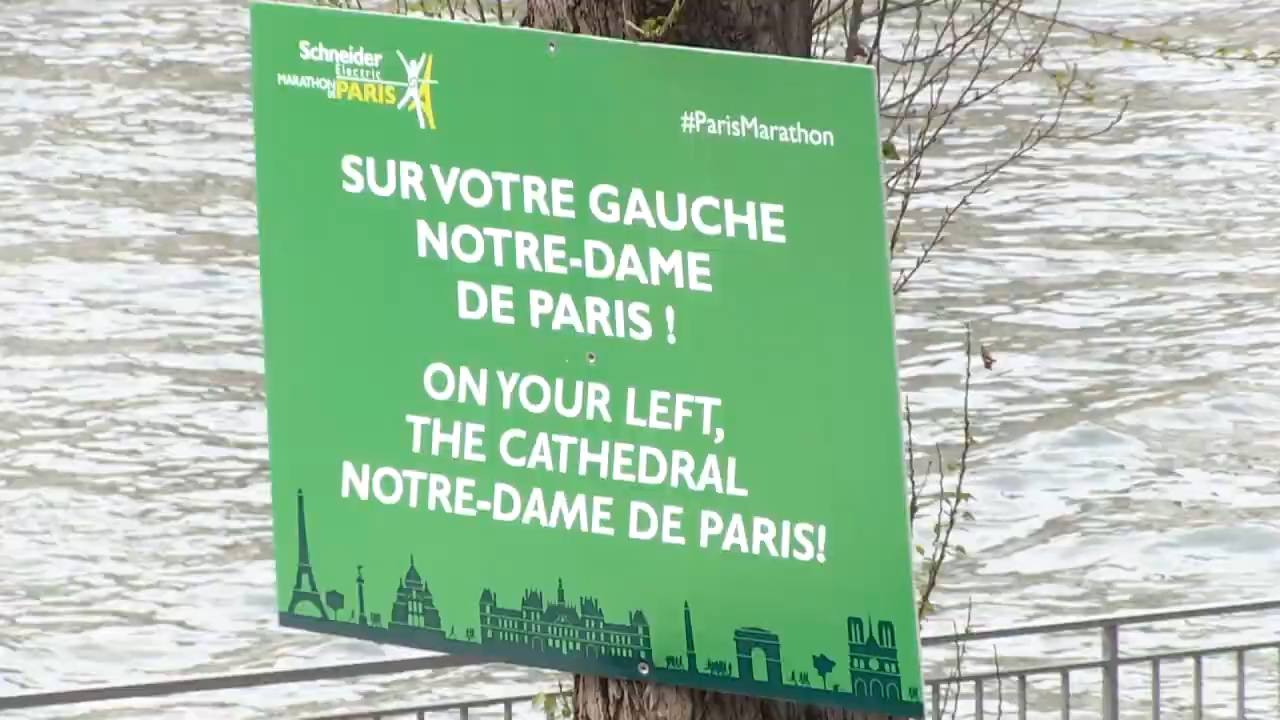 Schneider
Electric
MARATHON
DE PARIS
#ParisMarathon
SUR VOTRE GAUCHE
NOTRE-DAME
DE PARIS !
ON YOUR LEFT,
THE CATHEDRAL
NOTRE-DAME DE PARIS!